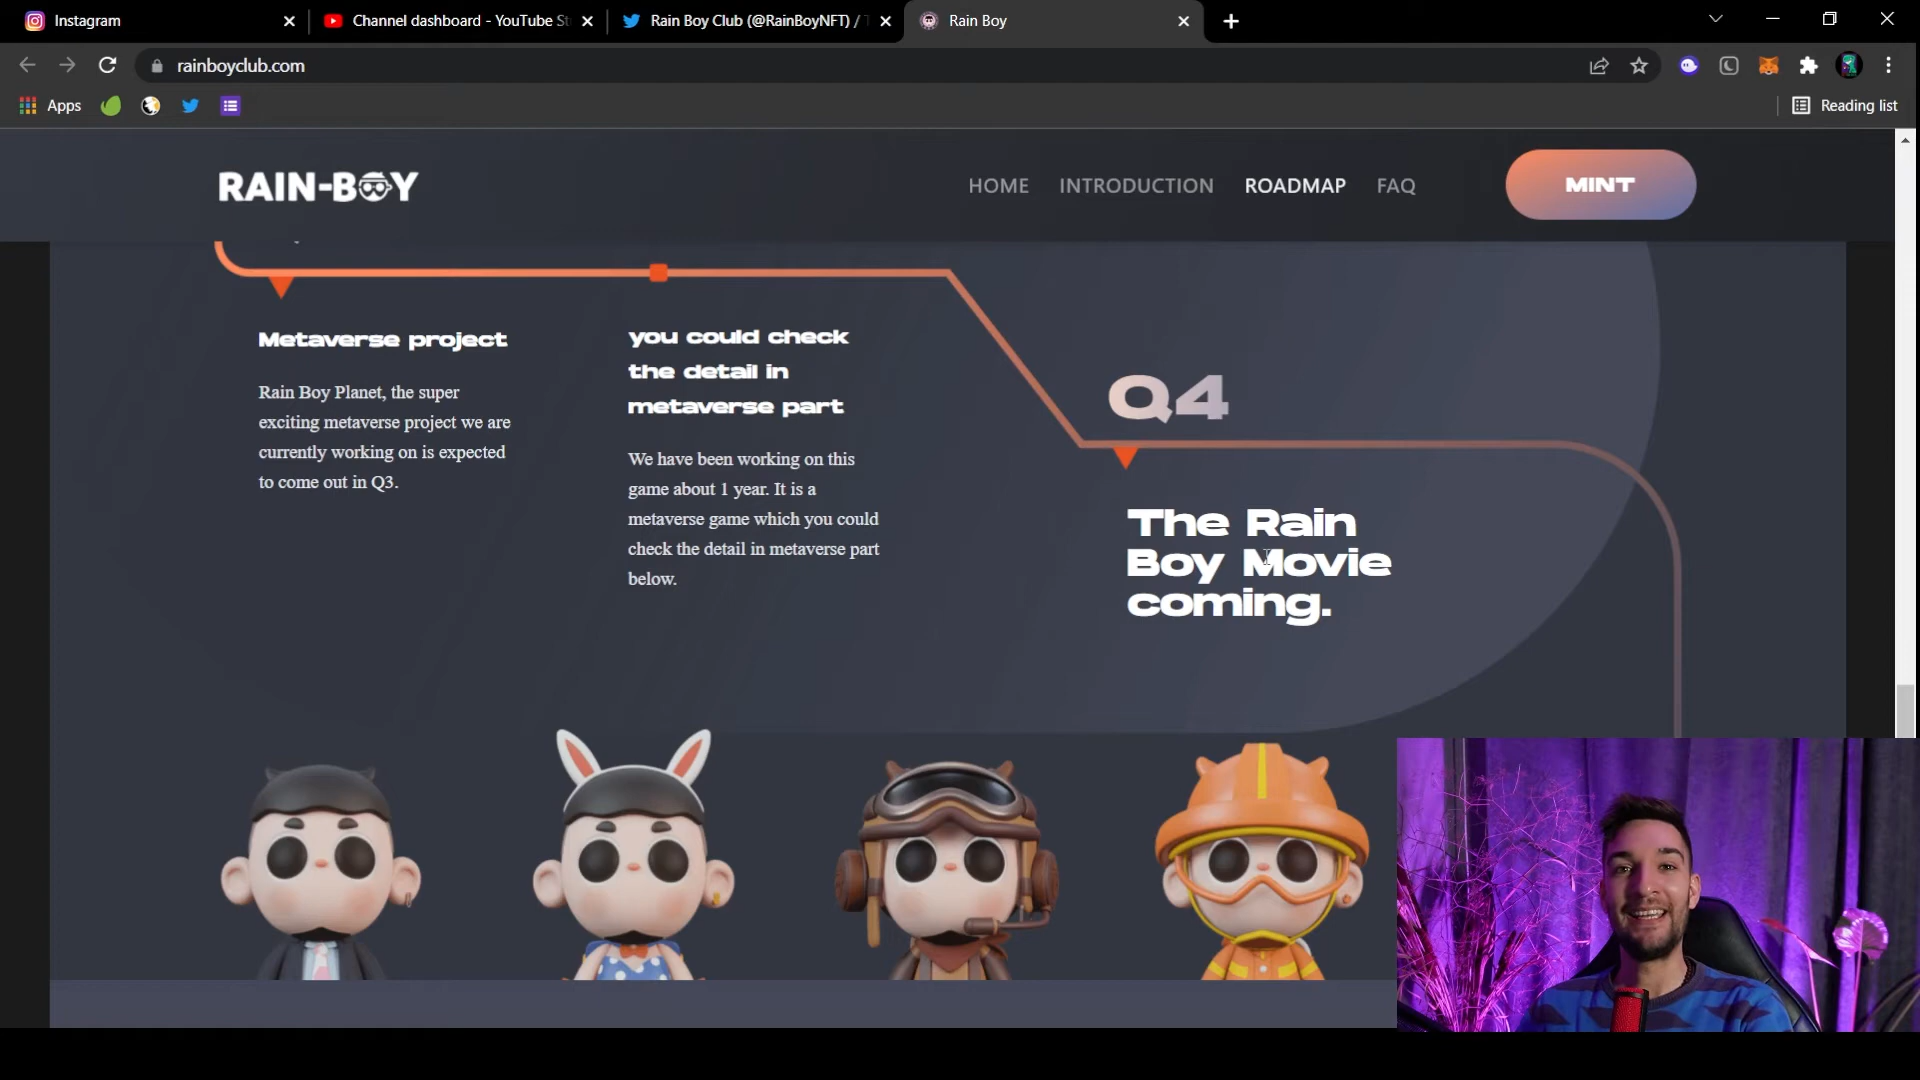 Instagram
Channel dashboard - YouTube St
Rain Boy Club (@RainBoyNFT) / T
Rain Boy
rainboyclub.com
Apps
Reading list
RAIN-BOY
HOME
INTRODUCTION
ROADMAP
FAQ
MINT
Metaverse project
Rain Boy Planet, the super
exciting metaverse project we are
currently working on is expected
to come out in Q3.
you could check
the detail in
metaverse part
We have been working on this
game about 1 year. It is a
metaverse game which you could
check the detail in metaverse part
below.
Q4
The Rain
Boy Movie
coming.